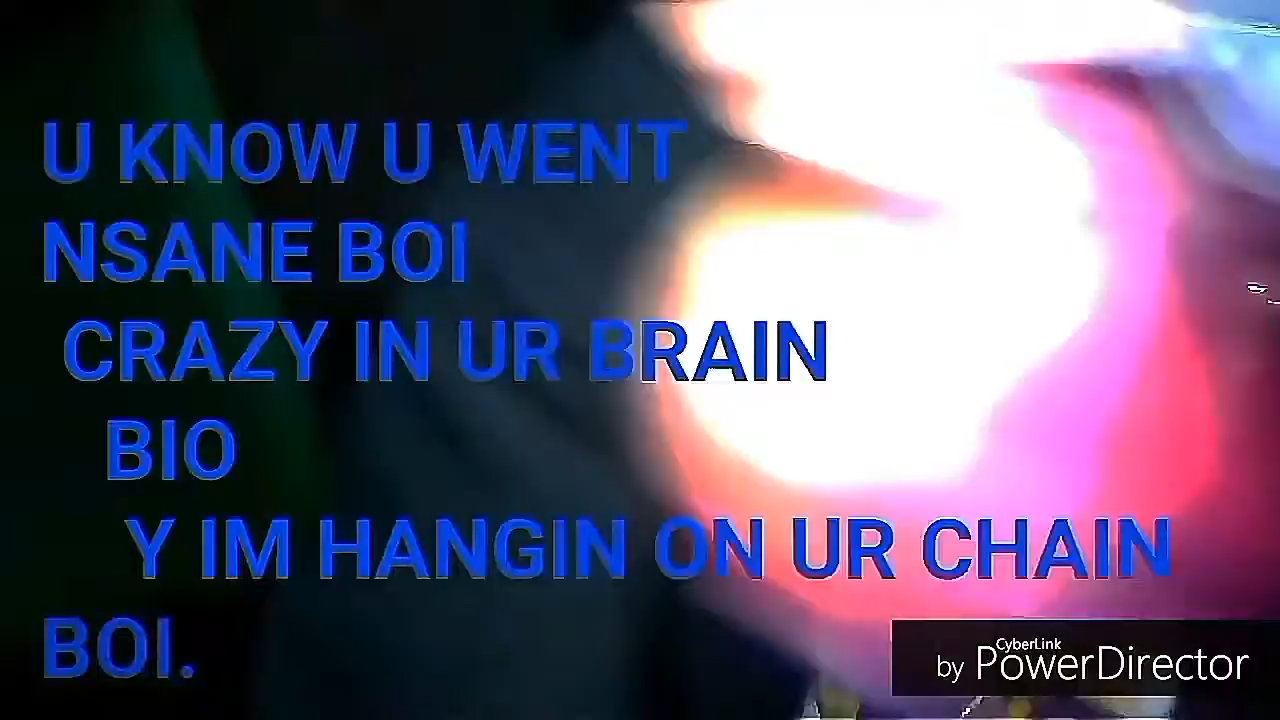 U KNOW U WENT
NSANE BOI
CRAZY IN UR BRAIN
BIO
Y IM HANGIN ON UR CHAIN
BOI.
by CyberLink PowerDirector